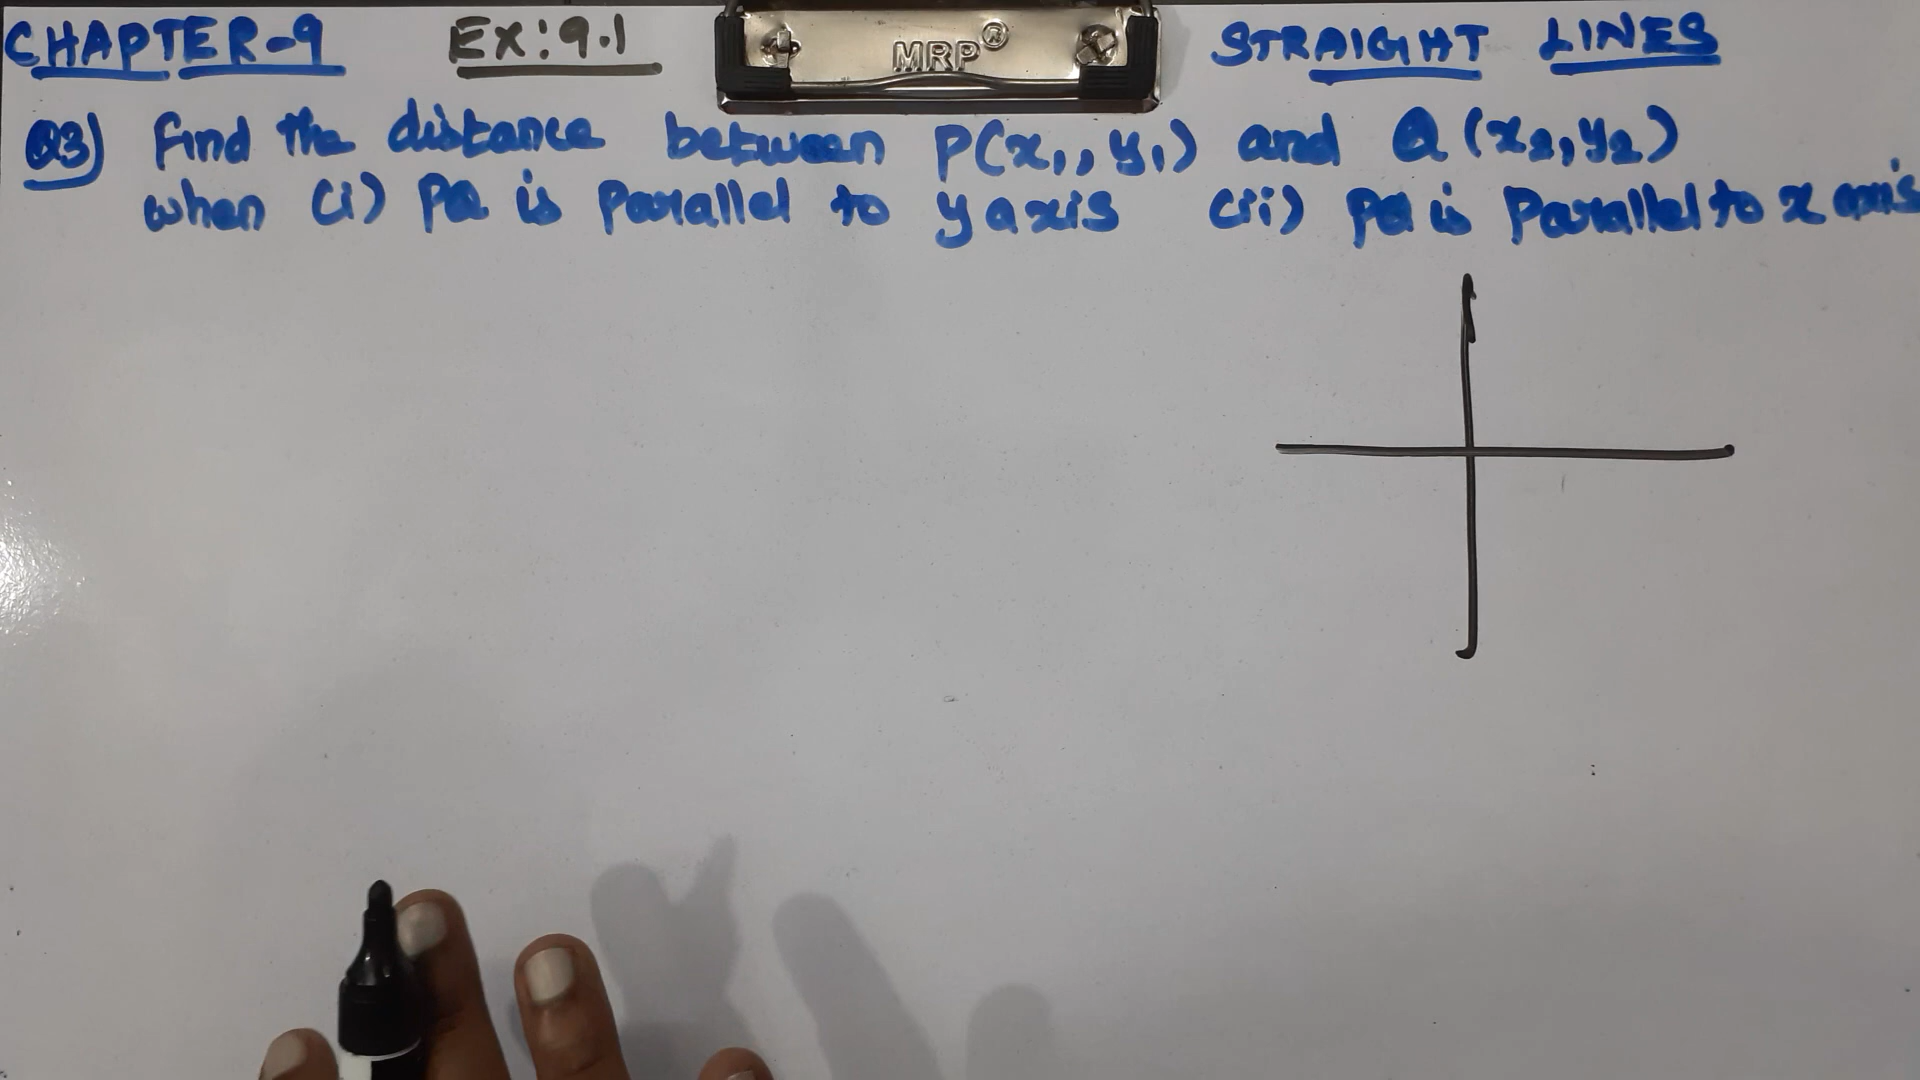 CHAPTER-9 EX:9.1 MRP® STRAIGHT LINES
Q3) Find the distance between P(x₁, y₁) and Q(x₂, y₂)
when (i) PQ is Parallel to y axis (ii) PQ is Parallel to x axis